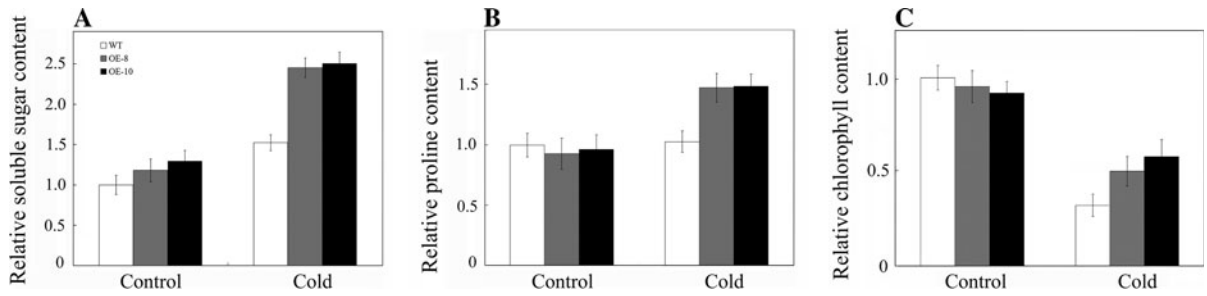 A
Relative soluble sugar content
2.5
2.0
1.5
1.0
0.5
0
WT
OE-8
OE-10
Control
Cold
B
Relative proline content
1.5
1.0
0.5
0
Control
Cold
C
Relative chlorophyll content
1.0
0.5
0
Control
Cold